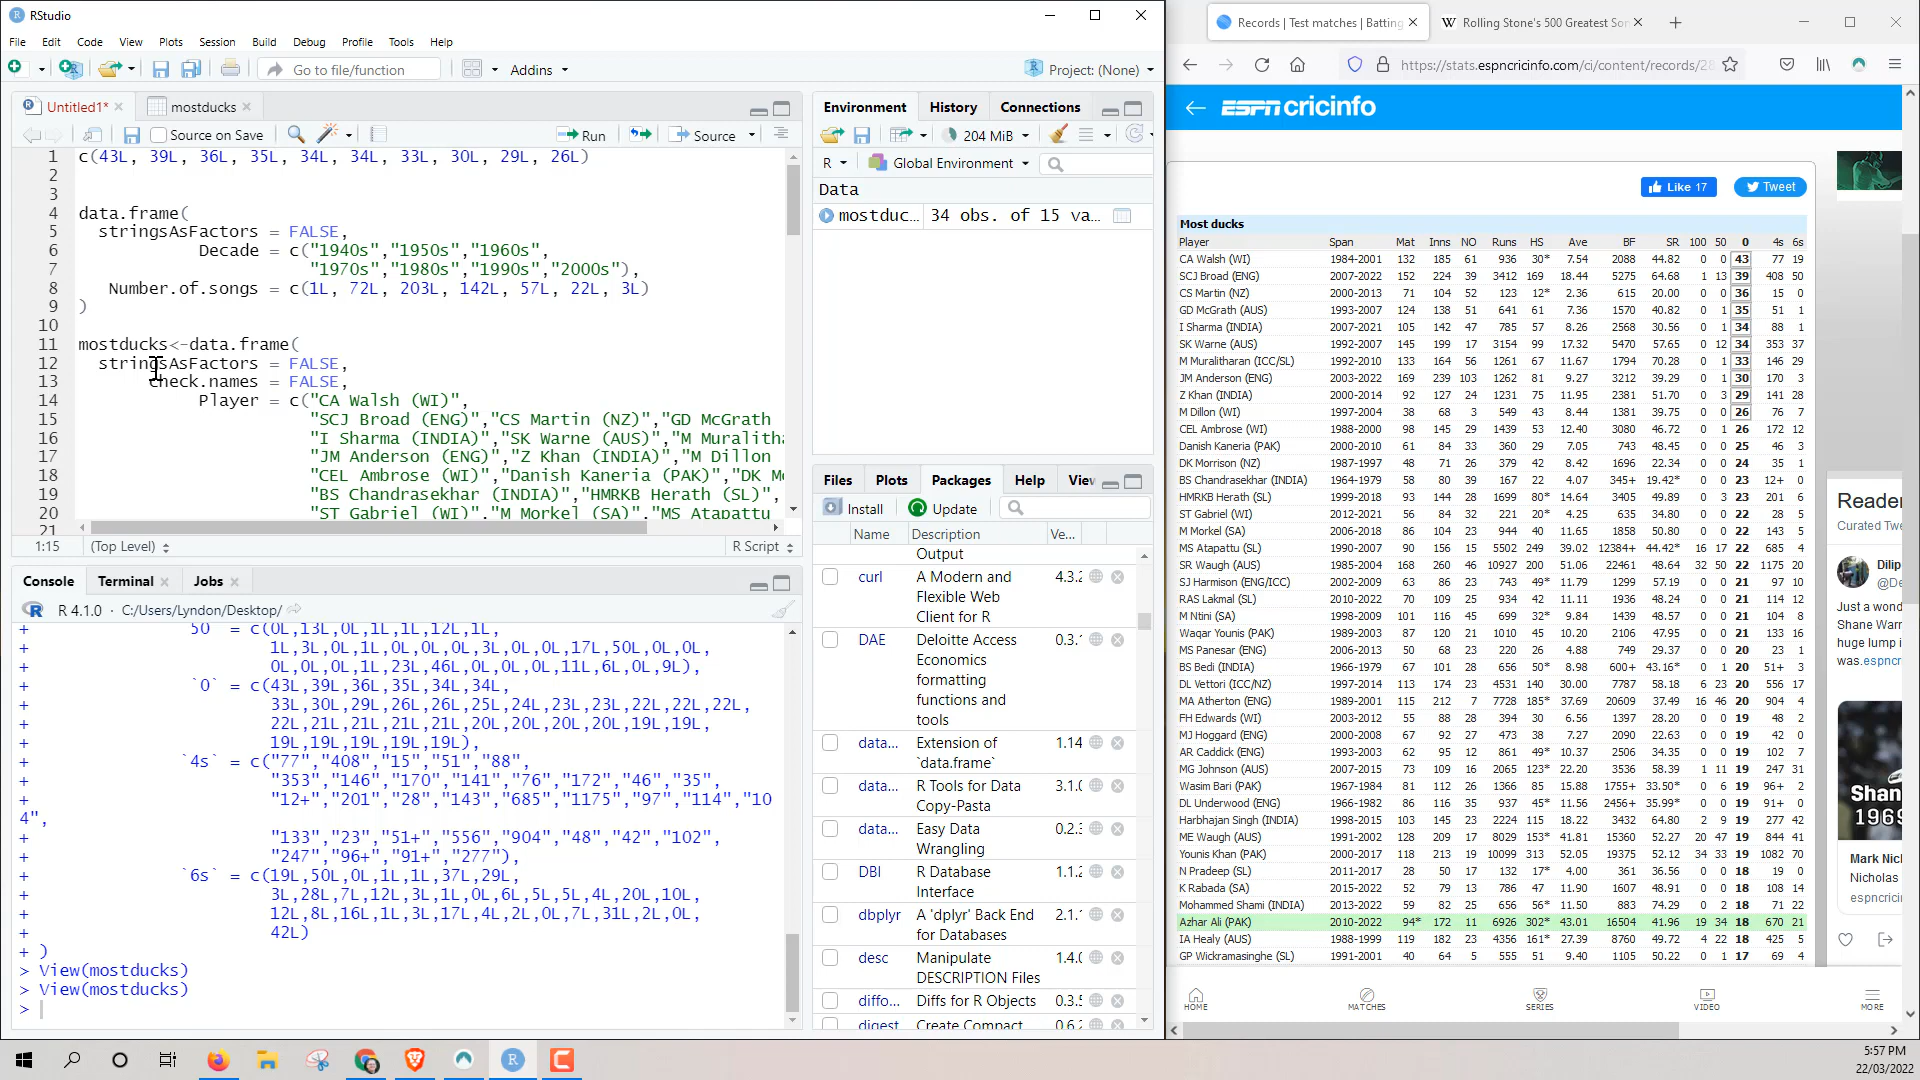 RStudio
File Edit Code View Plots Session Build Debug Profile Tools Help
Go to file/function Addins Project: (None)
Untitled1* mostducks
Source on Save Run Source
1 c(43L, 39L, 36L, 35L, 34L, 34L, 33L, 30L, 29L, 26L)
2
3
4 data.frame(
5 stringsAsFactors = FALSE,
6 Decade = c("1940s","1950s","1960s",
7 "1970s","1980s","1990s","2000s"),
8 Number.of.songs = c(1L, 72L, 203L, 142L, 57L, 22L, 3L)
9 )
10
11 mostducks<-data.frame(
12 stringsAsFactors = FALSE,
13 check.names = FALSE,
14 Player = c("CA Walsh (WI)",
15 "SCJ Broad (ENG)","CS Martin (NZ)","GD McGrath
16 "I Sharma (INDIA)","SK Warne (AUS)","M Muralitha
17 "JM Anderson (ENG)","Z Khan (INDIA)","M Dillon
18 "CEL Ambrose (WI)","Danish Kaneria (PAK)","DK Mo
19 "BS Chandrasekhar (INDIA)","HMRKB Herath (SL)",
20 "ST Gabriel (WI)","M Morkel (SA)","MS Atapattu
21
1:15 (Top Level) R Script
Console Terminal Jobs
R 4.1.0 · C:/Users/Lyndon/Desktop/
+ `50` = c(0L,13L,0L,1L,1L,12L,1L,
+ 1L,3L,0L,1L,0L,0L,0L,3L,0L,0L,17L,50L,0L,0L,
+ 0L,0L,0L,1L,23L,46L,0L,0L,0L,11L,6L,0L,9L),
+ `0` = c(43L,39L,36L,35L,34L,34L,
+ 33L,30L,29L,26L,26L,25L,24L,23L,23L,22L,22L,22L,
+ 22L,21L,21L,21L,21L,20L,20L,20L,20L,19L,19L,
+ 19L,19L,19L,19L,19L),
+ `4s` = c("77","408","15","51","88",
+ "353","146","170","141","76","172","46","35",
+ "12+","201","28","143","685","1175","97","114","10
4",
+ "133","23","51+","556","904","48","42","102",
+ "247","96+","91+","277"),
+ `6s` = c(19L,50L,0L,1L,1L,37L,29L,
+ 3L,28L,7L,12L,3L,1L,0L,6L,5L,5L,4L,20L,10L,
+ 12L,8L,16L,1L,3L,17L,4L,2L,0L,7L,31L,2L,0L,
+ 42L)
+ )
> View(mostducks)
> View(mostducks)
>
Environment History Connections
204 MiB
R Global Environment
Data
mostduc… 34 obs. of 15 va…
Files Plots Packages Help View
Install Update
Name Description Ve…
Output
curl A Modern and Flexible Web Client for R 4.3.2
DAE Deloitte Access Economics formatting functions and tools 0.3.1
data… Extension of `data.frame` 1.14
data… R Tools for Data Copy-Pasta 3.1.0
data… Easy Data Wrangling 0.2.3
DBI R Database Interface 1.1.2
dbplyr A 'dplyr' Back End for Databases 2.1.1
desc Manipulate DESCRIPTION Files 1.4.0
diffo… Diffs for R Objects 0.3.5
digest Create Compact 0.6.2
Records | Test matches | Batting
Rolling Stone's 500 Greatest Son
https://stats.espncricinfo.com/ci/content/records/28
ESPN cricinfo
Like 17 Tweet
Most ducks
Player Span Mat Inns NO Runs HS Ave BF SR 100 50 0 4s 6s
CA Walsh (WI) 1984-2001 132 185 61 936 30* 7.54 2088 44.82 0 0 43 77 19
SCJ Broad (ENG) 2007-2022 152 224 39 3412 169 18.44 5275 64.68 1 13 39 408 50
CS Martin (NZ) 2000-2013 71 104 52 123 12* 2.36 615 20.00 0 0 36 15 0
GD McGrath (AUS) 1993-2007 124 138 51 641 61 7.36 1570 40.82 0 1 35 51 1
I Sharma (INDIA) 2007-2021 105 142 47 785 57 8.26 2568 30.56 0 1 34 88 1
SK Warne (AUS) 1992-2007 145 199 17 3154 99 17.32 5470 57.65 0 12 34 353 37
M Muralitharan (ICC/SL) 1992-2010 133 164 56 1261 67 11.67 1794 70.28 0 1 33 146 29
JM Anderson (ENG) 2003-2022 169 239 103 1262 81 9.27 3212 39.29 0 1 30 170 3
Z Khan (INDIA) 2000-2014 92 127 24 1231 75 11.95 2381 51.70 0 3 29 141 28
M Dillon (WI) 1997-2004 38 68 3 549 43 8.44 1381 39.75 0 0 26 76 7
CEL Ambrose (WI) 1988-2000 98 145 29 1439 53 12.40 3080 46.72 0 1 26 172 12
Danish Kaneria (PAK) 2000-2010 61 84 33 360 29 7.05 743 48.45 0 0 25 46 3
DK Morrison (NZ) 1987-1997 48 71 26 379 42 8.42 1696 22.34 0 0 24 35 1
BS Chandrasekhar (INDIA) 1964-1979 58 80 39 167 22 4.07 345+ 19.42* 0 0 23 12+ 0
HMRKB Herath (SL) 1999-2018 93 144 28 1699 80* 14.64 3405 49.89 0 3 23 201 6
ST Gabriel (WI) 2012-2021 56 84 32 221 20* 4.25 635 34.80 0 0 22 28 5
M Morkel (SA) 2006-2018 86 104 23 944 40 11.65 1858 50.80 0 0 22 143 5
MS Atapattu (SL) 1990-2007 90 156 15 5502 249 39.02 12384+ 44.42* 16 17 22 685 4
SR Waugh (AUS) 1985-2004 168 260 46 10927 200 51.06 22461 48.64 32 50 22 1175 20
SJ Harmison (ENG/ICC) 2002-2009 63 86 23 743 49* 11.79 1299 57.19 0 0 21 97 10
RAS Lakmal (SL) 2010-2022 70 109 25 934 42 11.11 1936 48.24 0 0 21 114 12
M Ntini (SA) 1998-2009 101 116 45 699 32* 9.84 1439 48.57 0 0 21 104 8
Waqar Younis (PAK) 1989-2003 87 120 21 1010 45 10.20 2106 47.95 0 0 21 133 16
MS Panesar (ENG) 2006-2013 50 68 23 220 26 4.88 749 29.37 0 0 20 23 1
BS Bedi (INDIA) 1966-1979 67 101 28 656 50* 8.98 600+ 43.16* 0 1 20 51+ 3
DL Vettori (ICC/NZ) 1997-2014 113 174 23 4531 140 30.00 7787 58.18 6 23 20 556 17
MA Atherton (ENG) 1989-2001 115 212 7 7728 185* 37.69 20609 37.49 16 46 20 904 4
FH Edwards (WI) 2003-2012 55 88 28 394 30 6.56 1397 28.20 0 0 19 48 2
MJ Hoggard (ENG) 2000-2008 67 92 27 473 38 7.27 2090 22.63 0 0 19 42 0
AR Caddick (ENG) 1993-2003 62 95 12 861 49* 10.37 2506 34.35 0 0 19 102 7
MG Johnson (AUS) 2007-2015 73 109 16 2065 123* 22.20 3536 58.39 1 11 19 247 31
Wasim Bari (PAK) 1967-1984 81 112 26 1366 85 15.88 1755+ 33.50* 0 6 19 96+ 2
DL Underwood (ENG) 1966-1982 86 116 35 937 45* 11.56 2456+ 35.99* 0 0 19 91+ 0
Harbhajan Singh (INDIA) 1998-2015 103 145 23 2224 115 18.22 3432 64.80 2 9 19 277 42
ME Waugh (AUS) 1991-2002 128 209 17 8029 153* 41.81 15360 52.27 20 47 19 844 41
Younis Khan (PAK) 2000-2017 118 213 19 10099 313 52.05 19375 52.12 34 33 19 1082 70
N Pradeep (SL) 2011-2017 28 50 17 132 17* 4.00 361 36.56 0 0 18 19 0
K Rabada (SA) 2015-2022 52 79 13 786 47 11.90 1607 48.91 0 0 18 108 14
Mohammed Shami (INDIA) 2013-2022 59 82 25 656 56* 11.50 883 74.29 0 2 18 71 22
Azhar Ali (PAK) 2010-2022 94* 172 11 6926 302* 43.01 16504 41.96 19 34 18 670 21
IA Healy (AUS) 1988-1999 119 182 23 4356 161* 27.39 8760 49.72 4 22 18 425 5
GP Wickramasinghe (SL) 1991-2001 40 64 5 555 51 9.40 1105 50.22 0 1 17 69 4
Reader
Curated Twe
Dilip
@De
Just a wond
Shane Warn
huge lump i
was.espncr
Shan
1969
Mark Nich
Nicholas
espncricin
HOME MATCHES SERIES VIDEO MORE
5:57 PM
22/03/2022